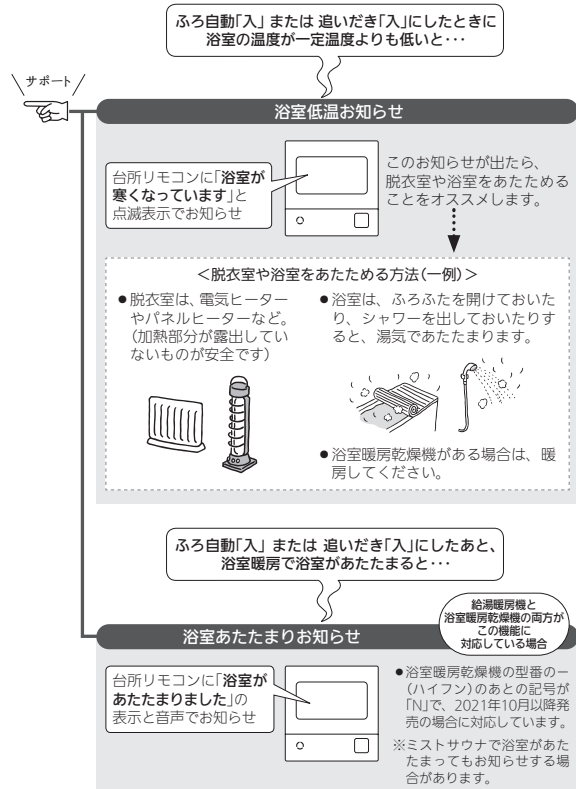 ふろ自動「入」 または 追いだき「入」にしたときに
浴室の温度が一定温度よりも低いと･･･
サポート
浴室低温お知らせ
台所リモコンに「浴室が
寒くなっています」と
点滅表示でお知らせ
このお知らせが出たら、
脱衣室や浴室をあたためる
ことをオススメします。
＜脱衣室や浴室をあたためる方法(一例)＞
●脱衣室は、電気ヒーター
やパネルヒーターなど。
(加熱部分が露出してい
ないものが安全です)
●浴室は、ふろふたを開けておいた
り、シャワーを出しておいたりす
ると、湯気であたたまります。
●浴室暖房乾燥機がある場合は、暖
房してください。
ふろ自動「入」 または 追いだき「入」にしたあと、
浴室暖房で浴室があたたまると･･･
給湯暖房機と
浴室暖房乾燥機の両方が
この機能に
対応している場合
浴室あたたまりお知らせ
台所リモコンに「浴室が
あたたまりました」の
表示と音声でお知らせ
●浴室暖房乾燥機の型番の－
(ハイフン)のあとの記号が
「N」で、2021年10月以降発
売の場合に対応しています。
※ミストサウナで浴室があた
たまってもお知らせする場
合があります。